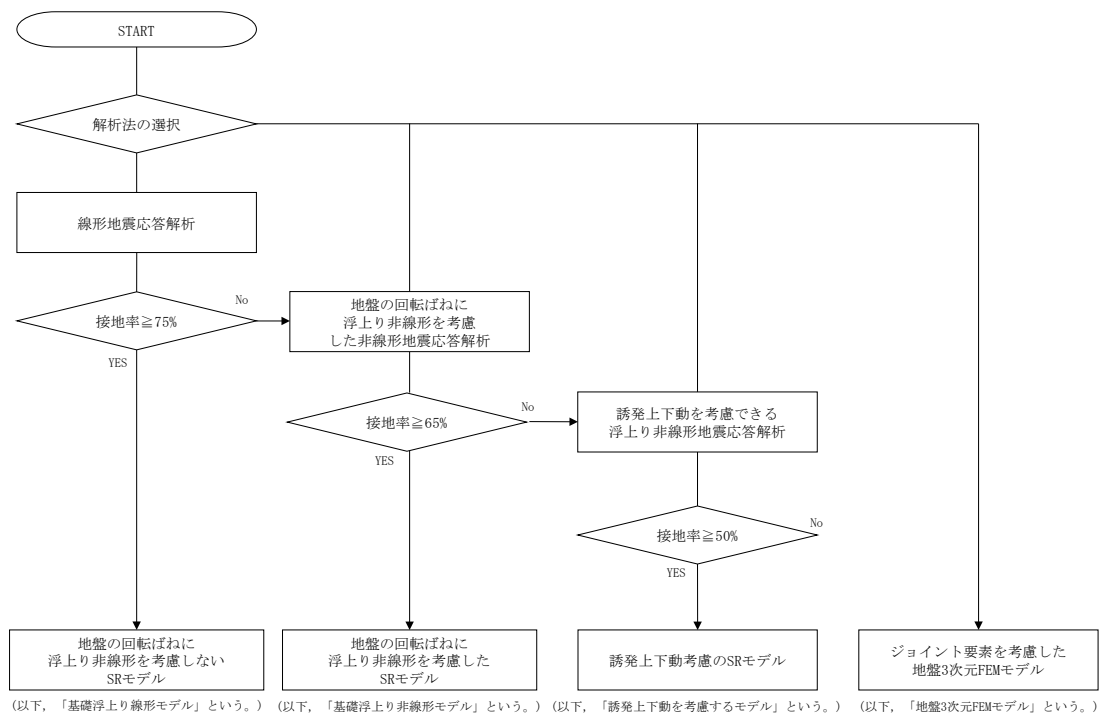 START
解析法の選択
線形地震応答解析
接地率≧75%
No
YES
地盤の回転ばねに
浮上り非線形を考慮
した非線形地震応答解析
接地率≧65%
No
YES
誘発上下動を考慮できる
浮上り非線形地震応答解析
接地率≧50%
No
YES
地盤の回転ばねに
浮上り非線形を考慮しない
SRモデル
(以下,「基礎浮上り線形モデル」という。)
地盤の回転ばねに
浮上り非線形を考慮した
SRモデル
(以下,「基礎浮上り非線形モデル」という。)
誘発上下動考慮のSRモデル
(以下,「誘発上下動を考慮するモデル」という。)
ジョイント要素を考慮した
地盤3次元FEMモデル
(以下,「地盤3次元FEMモデル」という。)